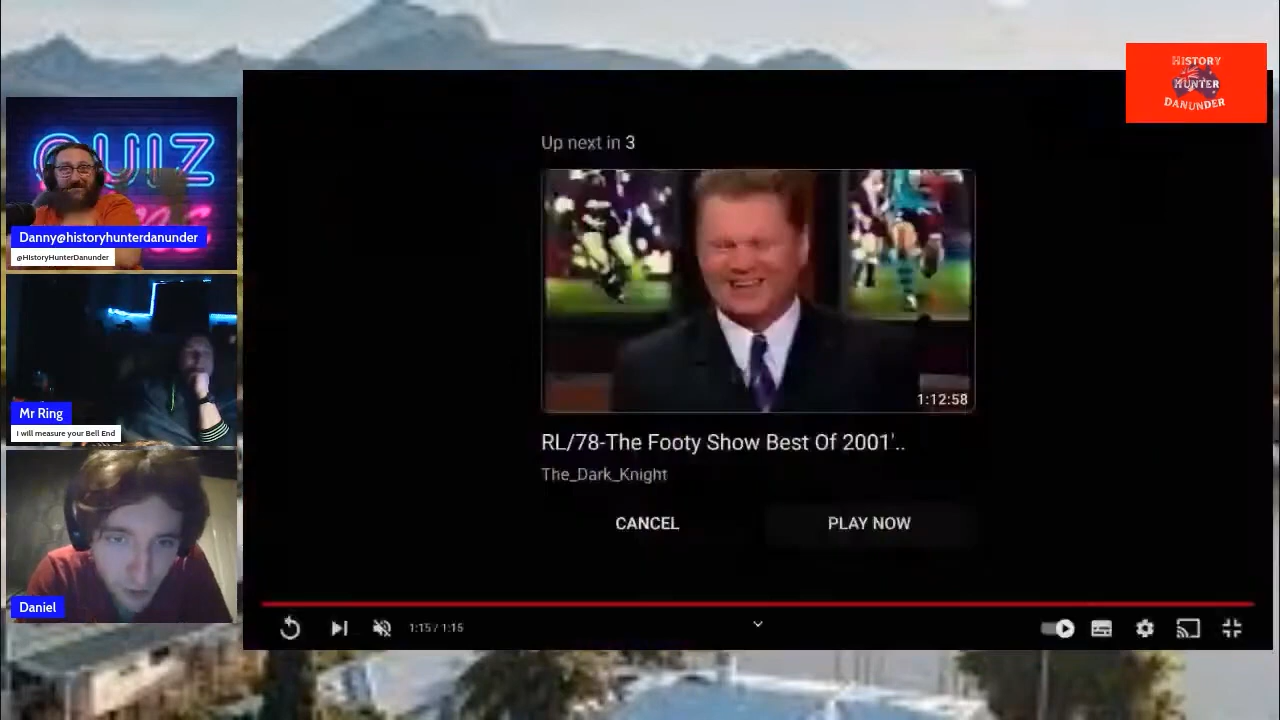 HISTORY
HUNTER
DANUNDER
Up next in 3
QUIZ
Danny@historyhunterdanunder
@HistoryHunterDanunder
Mr Ring
I will measure your Bell End
1:12:58
RL/78-The Footy Show Best Of 2001'..
The_Dark_Knight
CANCEL
PLAY NOW
Daniel
1:15 / 1:15